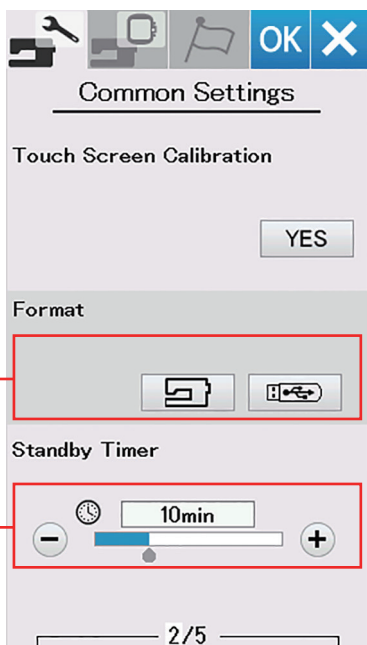 OK
Common Settings
Touch Screen Calibration
YES
Format
Standby Timer
10min
2/5